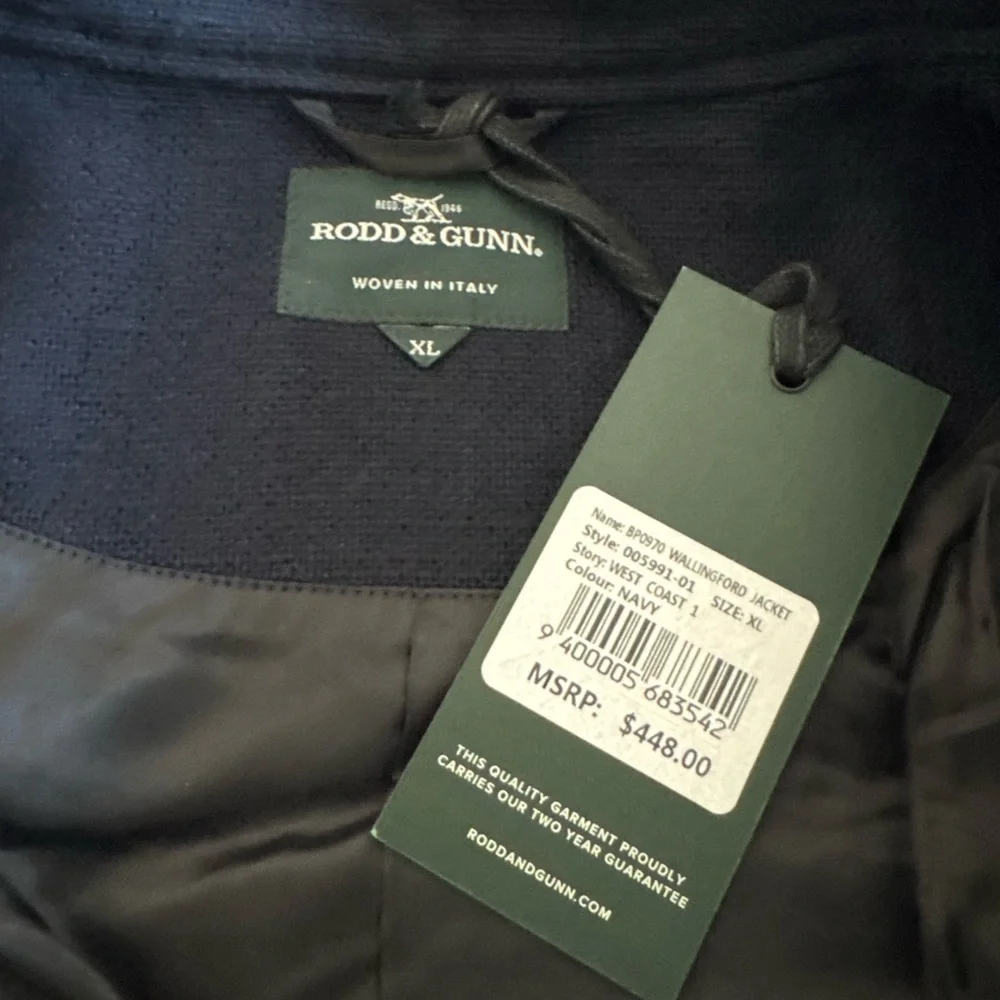 REGD. 1946
RODD & GUNN.
WOVEN IN ITALY
XL
Name: BP0970 WALLINGFORD JACKET
Style: 005991-01 SIZE: XL
Story: WEST COAST 1
Colour: NAVY
9 400005 683542
MSRP: $448.00
THIS QUALITY GARMENT PROUDLY
CARRIES OUR TWO YEAR GUARANTEE
RODDANDGUNN.COM